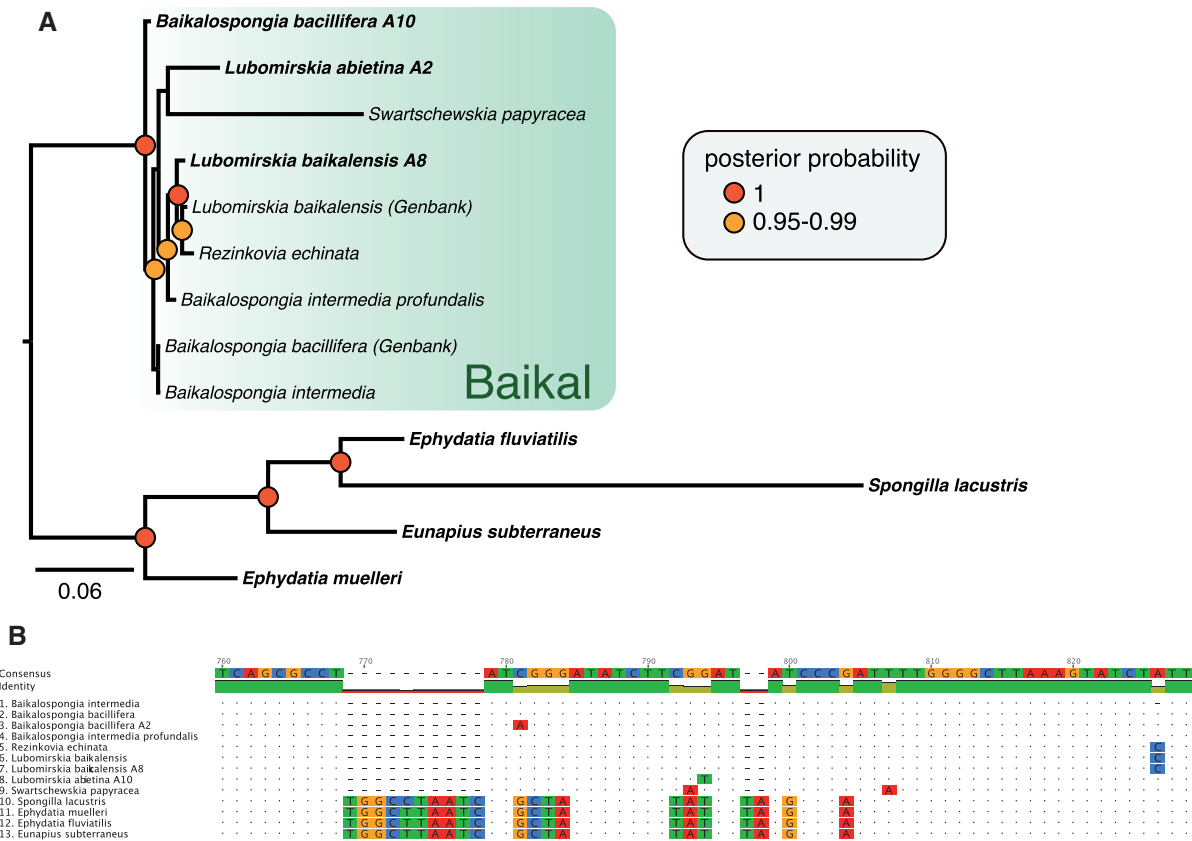 A
Baikalospongia bacillifera A10
Lubomirskia abietina A2
Swartschewskia papyracea
Lubomirskia baikalensis A8
Lubomirskia baikalensis (Genbank)
Rezinkovia echinata
Baikalospongia intermedia profundalis
Baikalospongia bacillifera (Genbank)
Baikalospongia intermedia
Baikal
posterior probability
1
0.95-0.99
Ephydatia fluviatilis
Spongilla lacustris
Eunapius subterraneus
Ephydatia muelleri
0.06
B
760 770 780 790 800 810 820
Consensus
Identity
1. Baikalospongia intermedia
2. Baikalospongia bacillifera
3. Baikalospongia bacillifera A2 A
4. Baikalospongia intermedia profundalis
5. Rezinkovia echinata C
6. Lubomirskia baikalensis C
7. Lubomirskia baikalensis A8 C
8. Lubomirskia abietina A10 T
9. Swartschewskia papyracea A A
10. Spongilla lacustris T G G C C T A A T C G C T A T A T T A G A
11. Ephydatia muelleri T G G C T T A A T C G C T A T A T T A G A
12. Ephydatia fluviatilis T G G C T T A A T C G C T A T A T T A G A
13. Eunapius subterraneus T G G C T T A A T C G C T A T A T T A G A